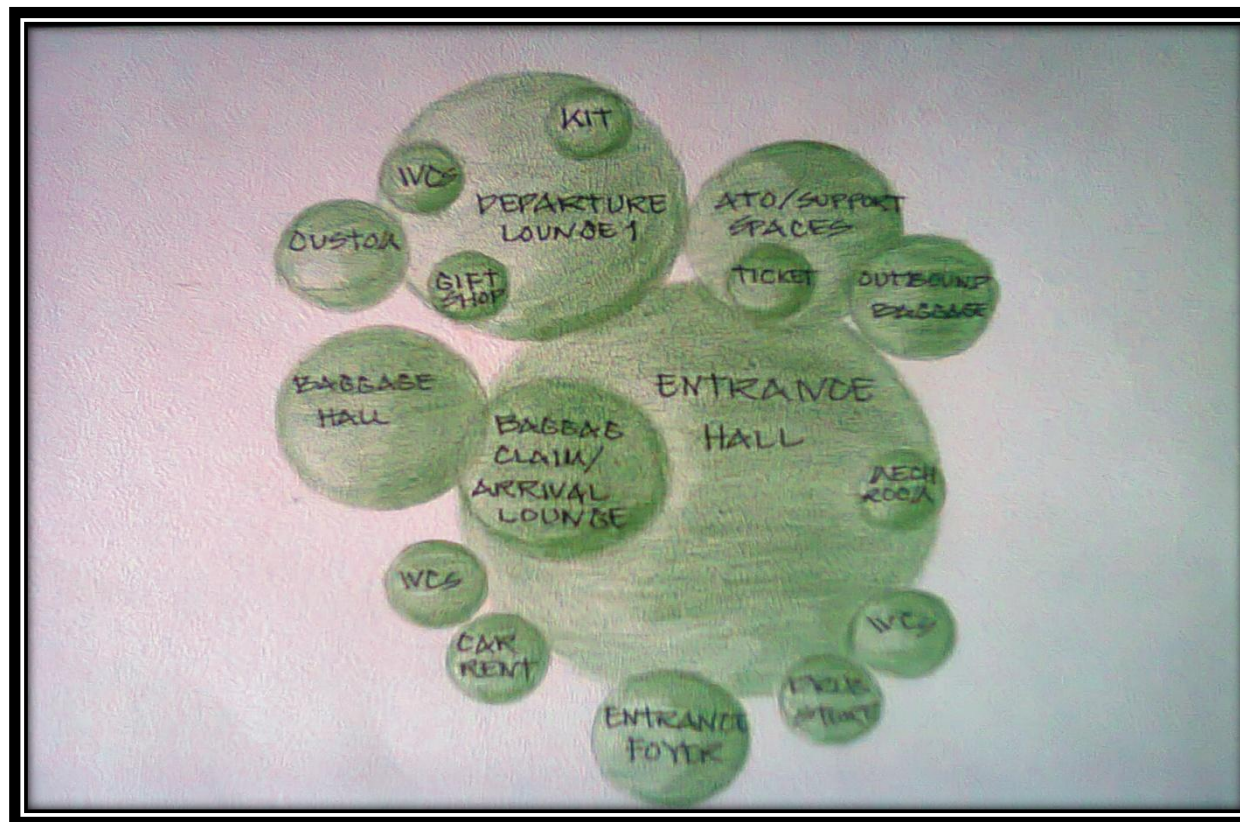 KIT
WCS
DEPARTURE
LOUNGE 1
ATO/SUPPORT
SPACES
CUSTOM
GIFT
SHOP
TICKET
OUTBOUND
BAGGAGE
BAGGAGE
HALL
ENTRANCE
HALL
BAGGAG
CLAIM/
ARRIVAL
LOUNGE
MECH
ROOM
WCS
CAR
RENT
WCS
ENTRANCE
FOYER